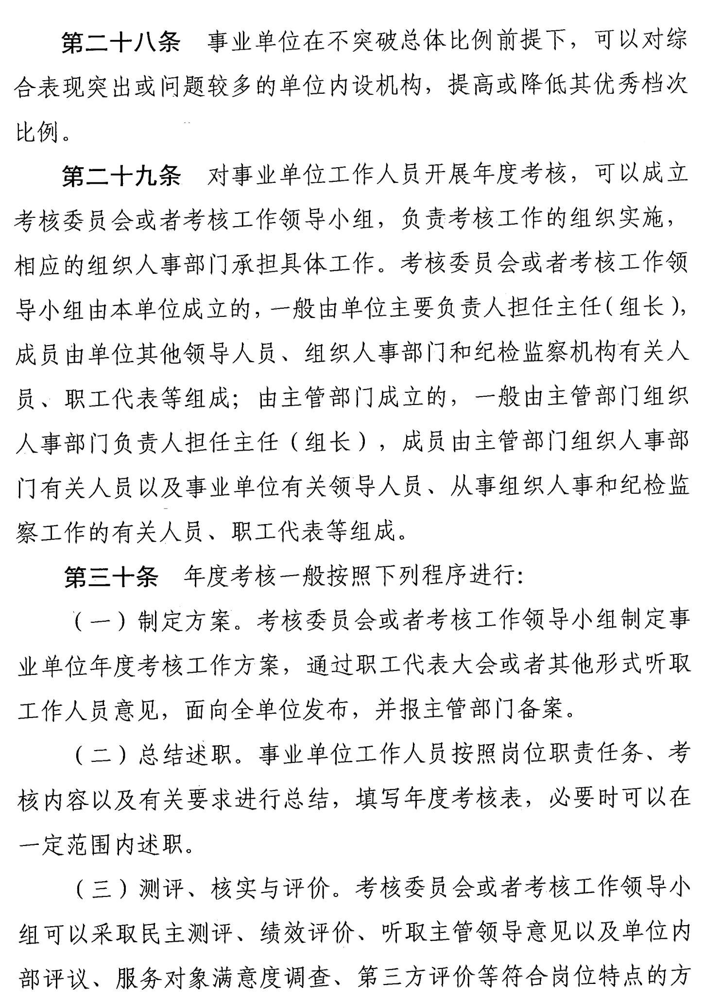 第二十八条　事业单位在不突破总体比例前提下，可以对综
合表现突出或问题较多的单位内设机构，提高或降低其优秀档次
比例。
第二十九条　对事业单位工作人员开展年度考核，可以成立
考核委员会或者考核工作领导小组，负责考核工作的组织实施，
相应的组织人事部门承担具体工作。考核委员会或者考核工作领
导小组由本单位成立的，一般由单位主要负责人担任主任（组长），
成员由单位其他领导人员、组织人事部门和纪检监察机构有关人
员、职工代表等组成；由主管部门成立的，一般由主管部门组织
人事部门负责人担任主任（组长），成员由主管部门组织人事部
门有关人员以及事业单位有关领导人员、从事组织人事和纪检监
察工作的有关人员、职工代表等组成。
第三十条　年度考核一般按照下列程序进行：
（一）制定方案。考核委员会或者考核工作领导小组制定事
业单位年度考核工作方案，通过职工代表大会或者其他形式听取
工作人员意见，面向全单位发布，并报主管部门备案。
（二）总结述职。事业单位工作人员按照岗位职责任务、考
核内容以及有关要求进行总结，填写年度考核表，必要时可以在
一定范围内述职。
（三）测评、核实与评价。考核委员会或者考核工作领导小
组可以采取民主测评、绩效评价、听取主管领导意见以及单位内
部评议、服务对象满意度调查、第三方评价等符合岗位特点的方